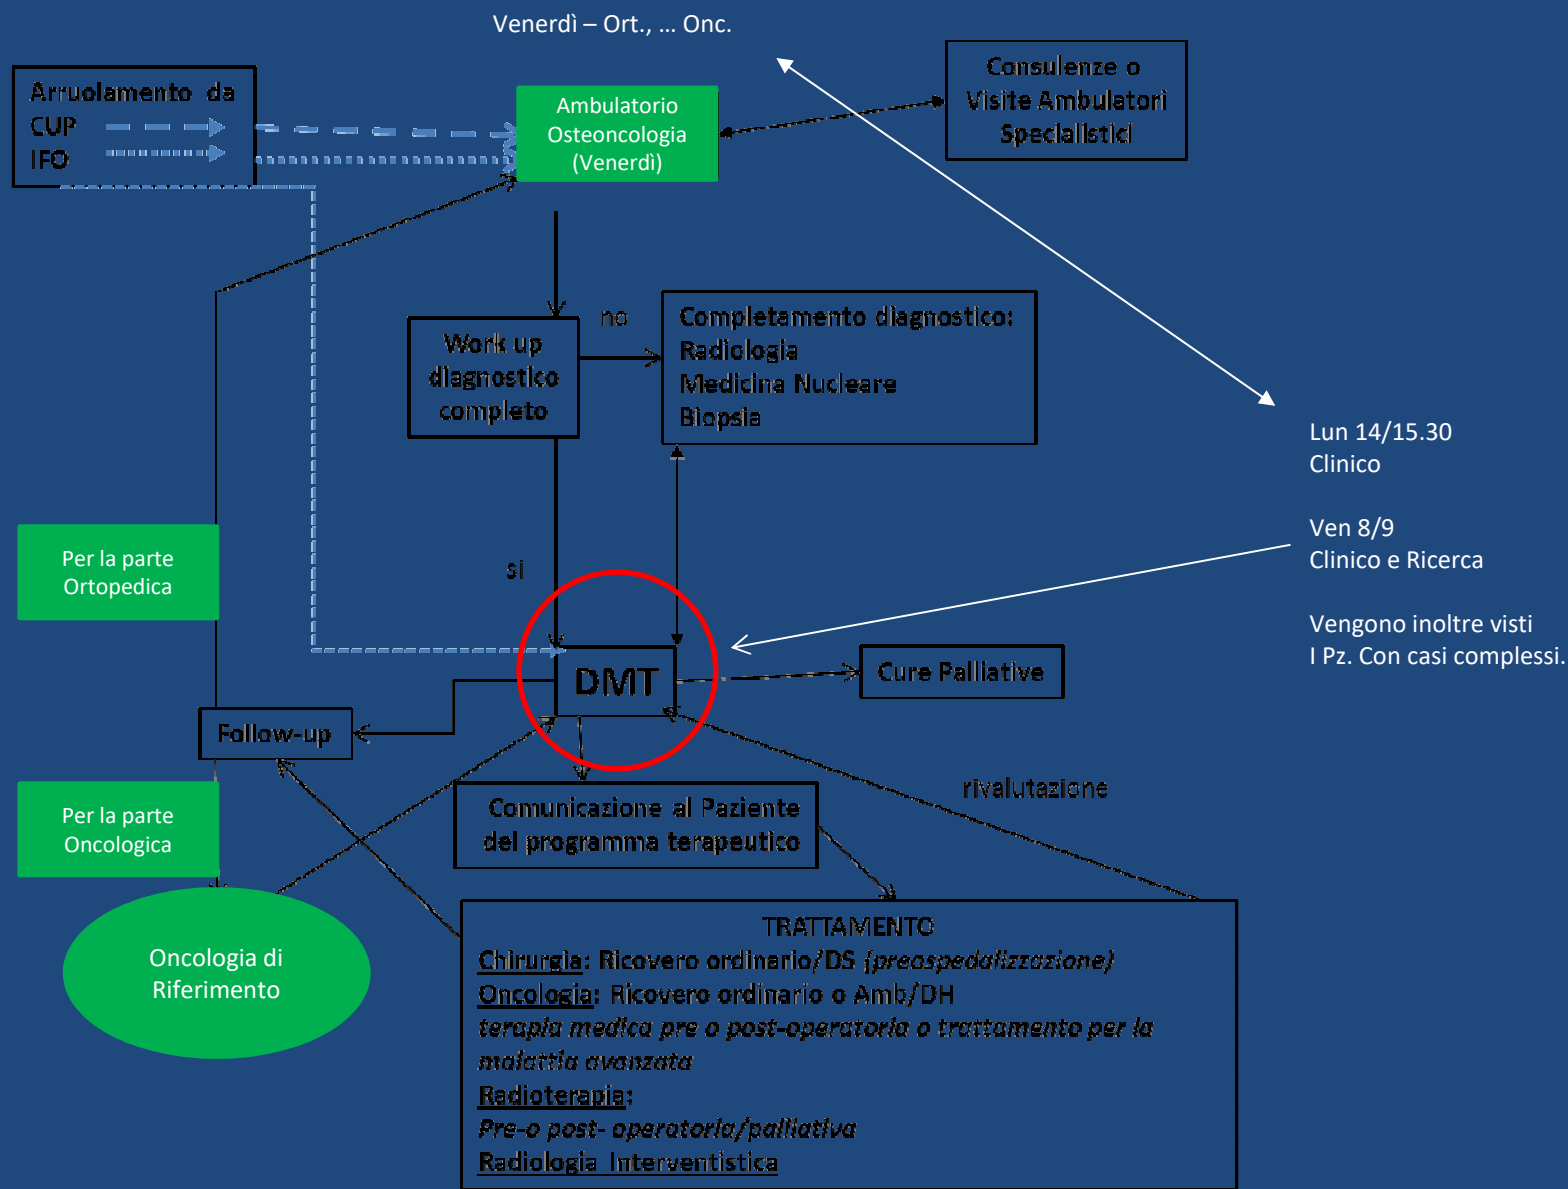 Venerdì – Ort., ... Onc.
Arruolamento da
CUP
IFO
Ambulatorio
Osteoncologia
(Venerdì)
Consulenze o
Visite Ambulatori
Specialistici
Work up
diagnostico
completo
no
Completamento diagnostico:
Radiologia
Medicina Nucleare
Biopsia
Lun 14/15.30
Clinico
Ven 8/9
Clinico e Ricerca
Vengono inoltre visti
I Pz. Con casi complessi.
Per la parte
Ortopedica
si
DMT
Cure Palliative
Follow-up
rivalutazione
Comunicazione al Paziente
del programma terapeutico
Per la parte
Oncologica
Oncologia di
Riferimento
TRATTAMENTO
Chirurgia: Ricovero ordinario/DS (preospedalizzazione)
Oncologia: Ricovero ordinario o Amb/DH
terapia medica pre o post-operatoria o trattamento per la
malattia avanzata
Radioterapia:
Pre-o post- operatoria/palliativa
Radiologia Interventistica